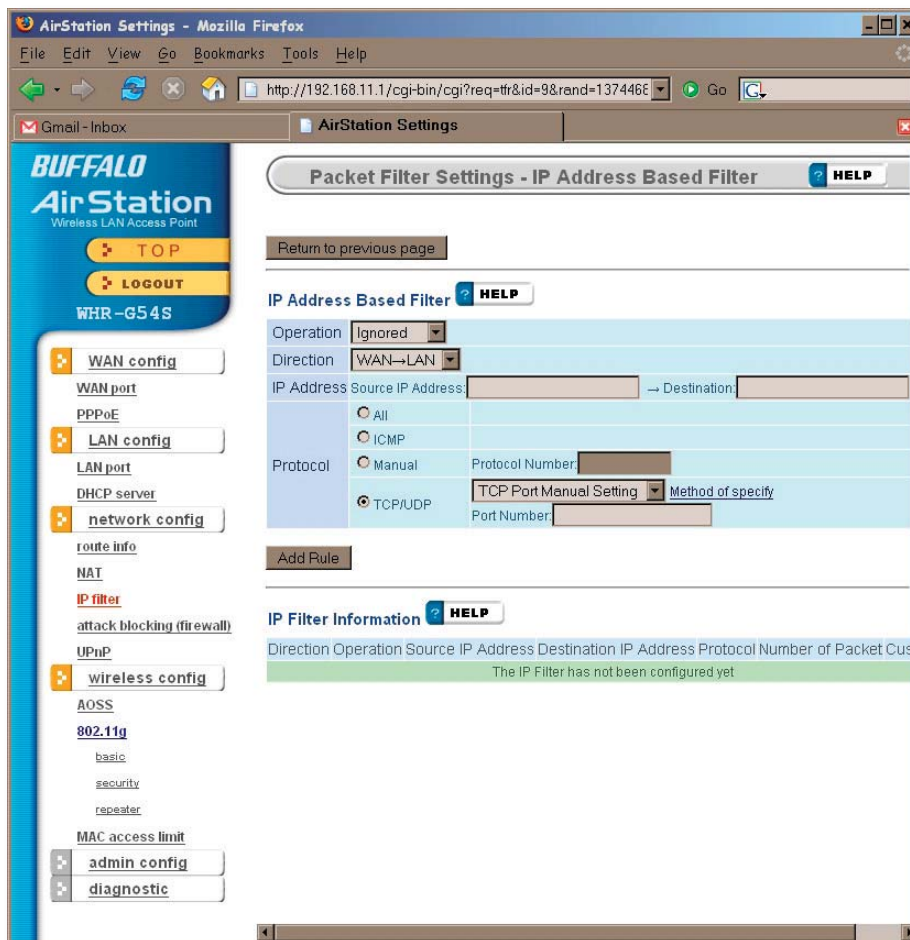 AirStation Settings - Mozilla Firefox
File Edit View Go Bookmarks Tools Help
http://192.168.11.1/cgi-bin/cgi?req=tfr&id=9&rand=1374468 Go G
Gmail - Inbox
AirStation Settings
BUFFALO
AirStation
Wireless LAN Access Point
TOP
LOGOUT
WHR-G54S
WAN config
WAN port
PPPoE
LAN config
LAN port
DHCP server
network config
route info
NAT
IP filter
attack blocking (firewall)
UPnP
wireless config
AOSS
802.11g
basic
security
repeater
MAC access limit
admin config
diagnostic
Packet Filter Settings - IP Address Based Filter ? HELP
Return to previous page
IP Address Based Filter ? HELP
Operation Ignored
Direction WAN→LAN
IP Address Source IP Address: → Destination:
Protocol
All
ICMP
Manual Protocol Number:
TCP/UDP TCP Port Manual Setting Method of specify
Port Number:
Add Rule
IP Filter Information ? HELP
Direction Operation Source IP Address Destination IP Address Protocol Number of Packet Cus
The IP Filter has not been configured yet